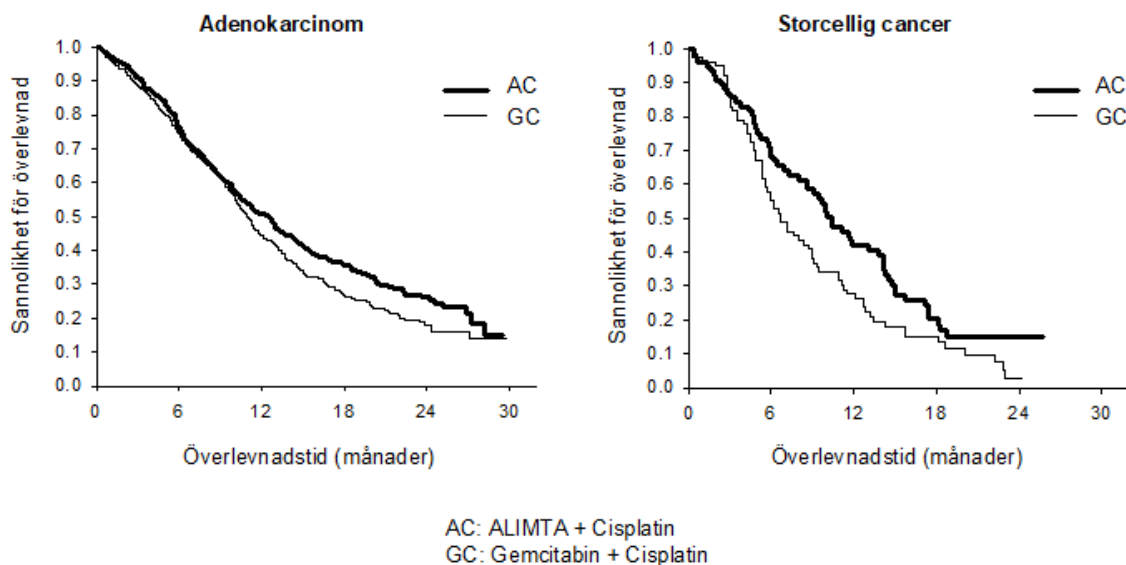 Adenokarcinom
Sannolikhet för överlevnad
1.0
0.9
0.8
0.7
0.6
0.5
0.4
0.3
0.2
0.1
0.0
AC
GC
0 6 12 18 24 30
Överlevnadstid (månader)
Storcellig cancer
Sannolikhet för överlevnad
1.0
0.9
0.8
0.7
0.6
0.5
0.4
0.3
0.2
0.1
0.0
AC
GC
0 6 12 18 24 30
Överlevnadstid (månader)
AC: ALIMTA + Cisplatin
GC: Gemcitabin + Cisplatin